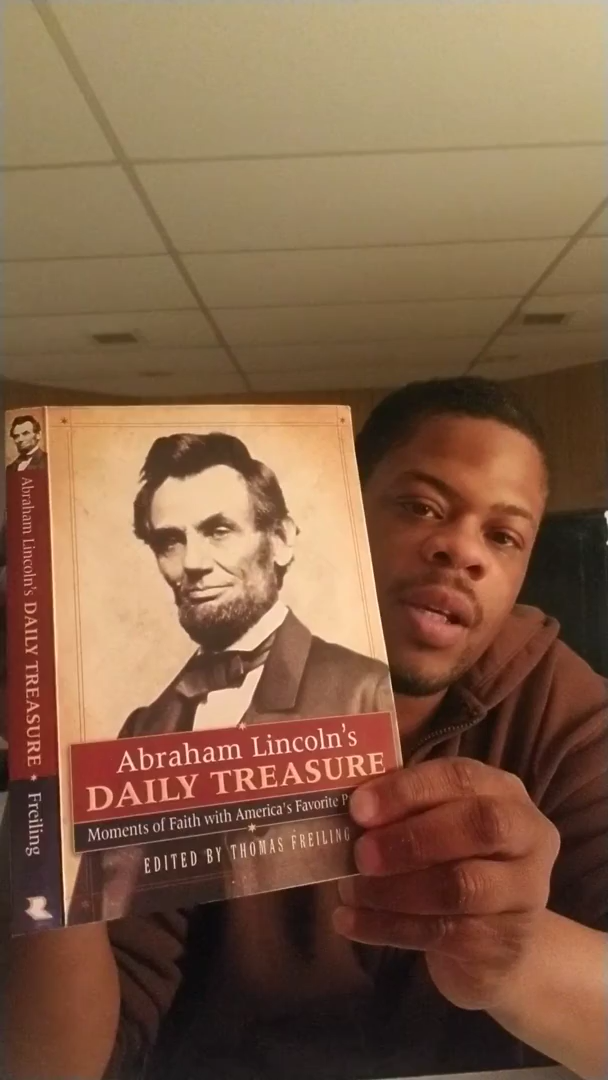 Abraham Lincoln's DAILY TREASURE * Freiling
Abraham Lincoln's
DAILY TREASURE
Moments of Faith with America's Favorite
EDITED BY THOMAS FREILING